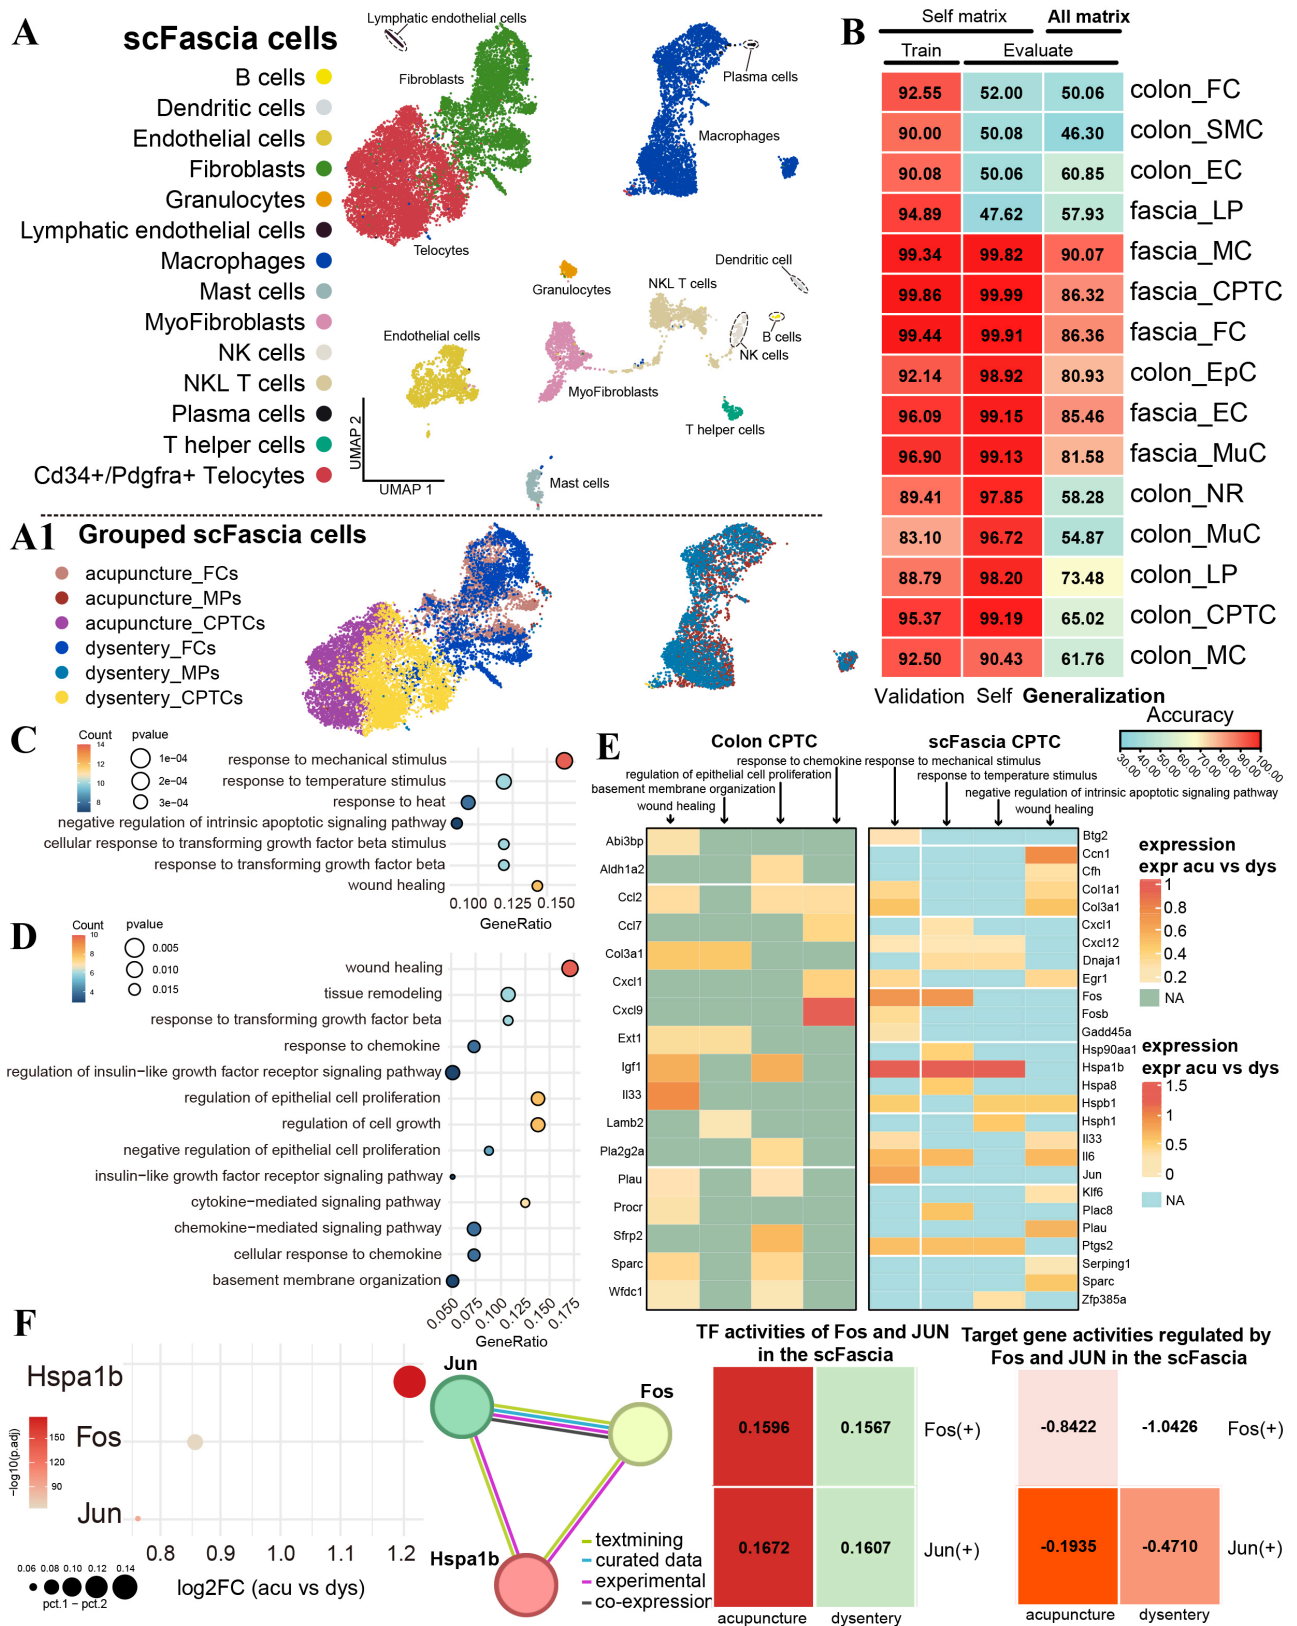 A
scFascia cells
B cells
Dendritic cells
Endothelial cells
Fibroblasts
Granulocytes
Lymphatic endothelial cells
Macrophages
Mast cells
MyoFibroblasts
NK cells
NKL T cells
Plasma cells
T helper cells
Cd34+/Pdgfra+ Telocytes
Lymphatic endothelial cells
Fibroblasts
Telocytes
Plasma cells
Macrophages
Dendritic cell
Granulocytes
NKL T cells
B cells
NK cells
Endothelial cells
MyoFibroblasts
T helper cells
Mast cells
UMAP 2
UMAP 1
A1 Grouped scFascia cells
acupuncture_FCs
acupuncture_MPs
acupuncture_CPTCs
dysentery_FCs
dysentery_MPs
dysentery_CPTCs
B
Self matrix All matrix
Train Evaluate
92.55 52.00 50.06 colon_FC
90.00 50.08 46.30 colon_SMC
90.08 50.06 60.85 colon_EC
94.89 47.62 57.93 fascia_LP
99.34 99.82 90.07 fascia_MC
99.86 99.99 86.32 fascia_CPTC
99.44 99.91 86.36 fascia_FC
92.14 98.92 80.93 colon_EpC
96.09 99.15 85.46 fascia_EC
96.90 99.13 81.58 fascia_MuC
89.41 97.85 58.28 colon_NR
83.10 96.72 54.87 colon_MuC
88.79 98.20 73.48 colon_LP
95.37 99.19 65.02 colon_CPTC
92.50 90.43 61.76 colon_MC
Validation Self Generalization
Accuracy
30.00 40.00 50.00 60.00 70.00 80.00 90.00 100.00
C
Count
14
12
10
8
pvalue
1e−04
2e−04
3e−04
response to mechanical stimulus
response to temperature stimulus
response to heat
negative regulation of intrinsic apoptotic signaling pathway
cellular response to transforming growth factor beta stimulus
response to transforming growth factor beta
wound healing
0.100 0.125 0.150
GeneRatio
D
Count
10
8
6
4
pvalue
0.005
0.010
0.015
wound healing
tissue remodeling
response to transforming growth factor beta
response to chemokine
regulation of insulin−like growth factor receptor signaling pathway
regulation of epithelial cell proliferation
regulation of cell growth
negative regulation of epithelial cell proliferation
insulin−like growth factor receptor signaling pathway
cytokine−mediated signaling pathway
chemokine−mediated signaling pathway
cellular response to chemokine
basement membrane organization
0.050 0.075 0.100 0.125 0.150 0.175
GeneRatio
E
Colon CPTC
scFascia CPTC
response to chemokine
regulation of epithelial cell proliferation
basement membrane organization
wound healing
response to mechanical stimulus
response to temperature stimulus
negative regulation of intrinsic apoptotic signaling pathway
wound healing
Abi3bp
Aldh1a2
Ccl2
Ccl7
Col3a1
Cxcl1
Cxcl9
Ext1
Igf1
Il33
Lamb2
Pla2g2a
Plau
Procr
Sfrp2
Sparc
Wfdc1
Btg2
Ccn1
Cfh
Col1a1
Col3a1
Cxcl1
Cxcl12
Dnaja1
Egr1
Fos
Fosb
Gadd45a
Hsp90aa1
Hspa1b
Hspa8
Hspb1
Hsph1
Il33
Il6
Jun
Klf6
Plac8
Plau
Ptgs2
Serping1
Sparc
Zfp385a
expression
expr acu vs dys
1
0.8
0.6
0.4
0.2
NA
expression
expr acu vs dys
1.5
1
0.5
0
NA
F
Hspa1b
Fos
Jun
−log10(p.adj)
150
120
90
0.8 0.9 1.0 1.1 1.2
log2FC (acu vs dys)
0.06 0.08 0.10 0.12 0.14
pct.1 − pct.2
Jun
Fos
Hspa1b
textmining
curated data
experimental
co-expression
TF activities of Fos and JUN
in the scFascia
0.1596 0.1567 Fos(+)
0.1672 0.1607 Jun(+)
acupuncture dysentery
Target gene activities regulated by
Fos and JUN in the scFascia
-0.8422 -1.0426 Fos(+)
-0.1935 -0.4710 Jun(+)
acupuncture dysentery